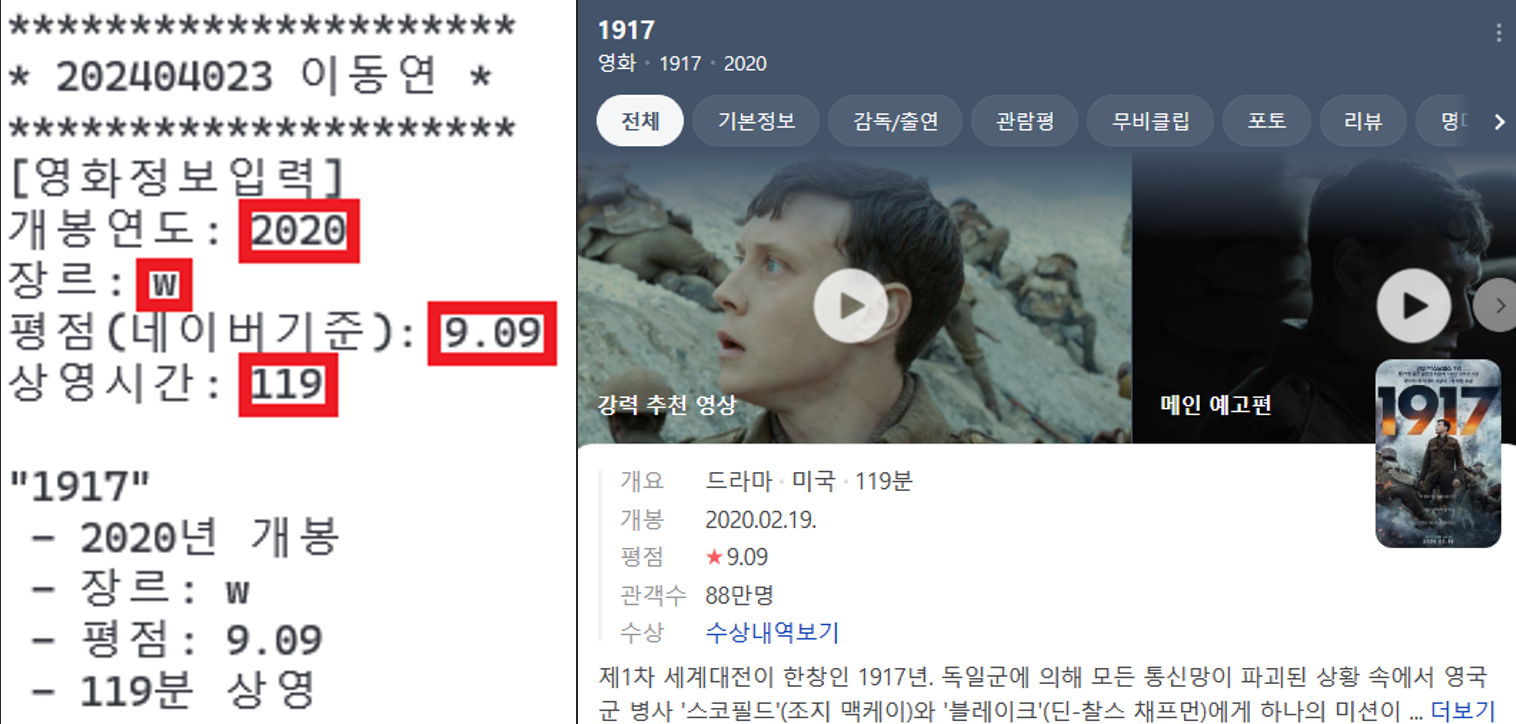 **********************
* 202404023 이동연 *
**********************
[영화정보입력]
개봉연도: 2020
장르: w
평점(네이버기준): 9.09
상영시간: 119
"1917"
- 2020년 개봉
- 장르: w
- 평점: 9.09
- 119분 상영
1917
영화 · 1917 · 2020
전체 기본정보 감독/출연 관람평 무비클립 포토 리뷰
강력 추천 영상 메인 예고편
1917
개요 드라마 · 미국 · 119분
개봉 2020.02.19.
평점 ★9.09
관객수 88만명
수상 수상내역보기
제1차 세계대전이 한창인 1917년. 독일군에 의해 모든 통신망이 파괴된 상황 속에서 영국
군 병사 '스코필드'(조지 맥케이)와 '블레이크'(딘-찰스 채프먼)에게 하나의 미션이 ... 더보기